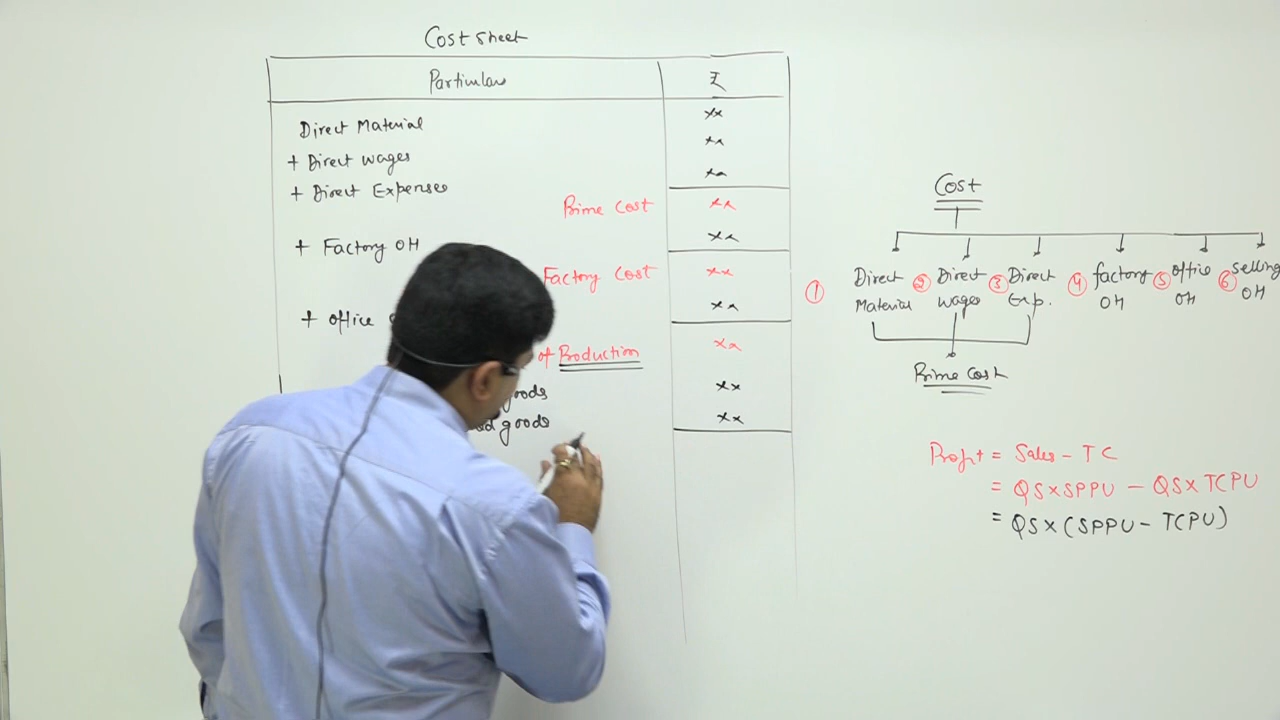 Cost sheet
Particulars ₹
Direct Material xx
+ Direct wages xx
+ Direct Expenses xx
Prime Cost xx
+ Factory OH xx
Factory Cost xx
+ office xx
of Production xx
goods xx
goods xx
Cost
① Direct Material
② Direct wages
③ Direct Exp.
④ factory OH
⑤ office OH
⑥ selling OH
Prime Cost
Profit = Sales - TC
= QS x SPPU - QS x TCPU
= QS x (SPPU - TCPU)